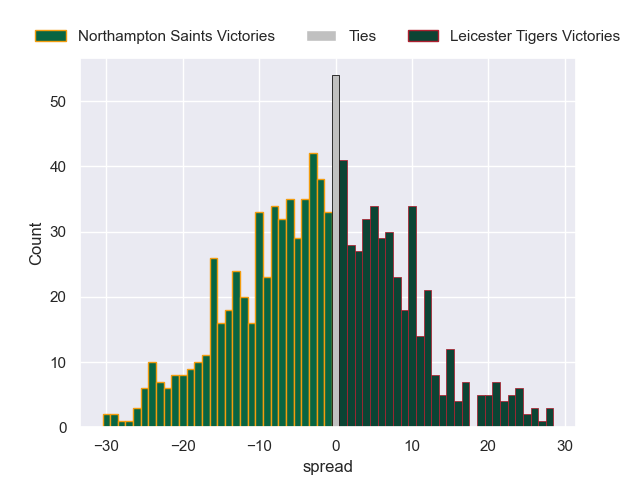 Northampton Saints Victories Ties Leicester Tigers Victories
50
40
30
20
10
0
Count
−30 −20 −10 0 10 20 30
spread